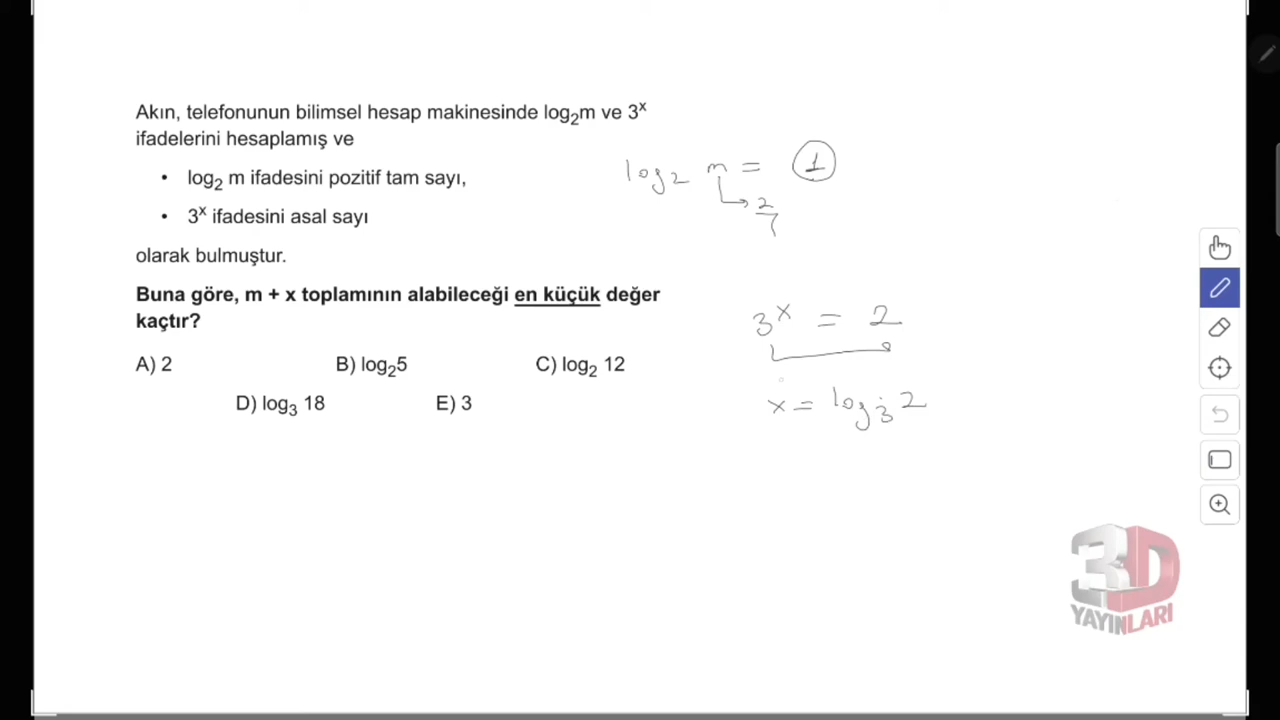 Akın, telefonunun bilimsel hesap makinesinde log₂m ve 3ˣ
ifadelerini hesaplamış ve
• log₂ m ifadesini pozitif tam sayı,
• 3ˣ ifadesini asal sayı
olarak bulmuştur.
Buna göre, m + x toplamının alabileceği en küçük değer
kaçtır?
A) 2 B) log₂5 C) log₂ 12
D) log₃ 18 E) 3
log₂ m = 1
2
3ˣ = 2
x = log₃ 2
3D
YAYINLARI